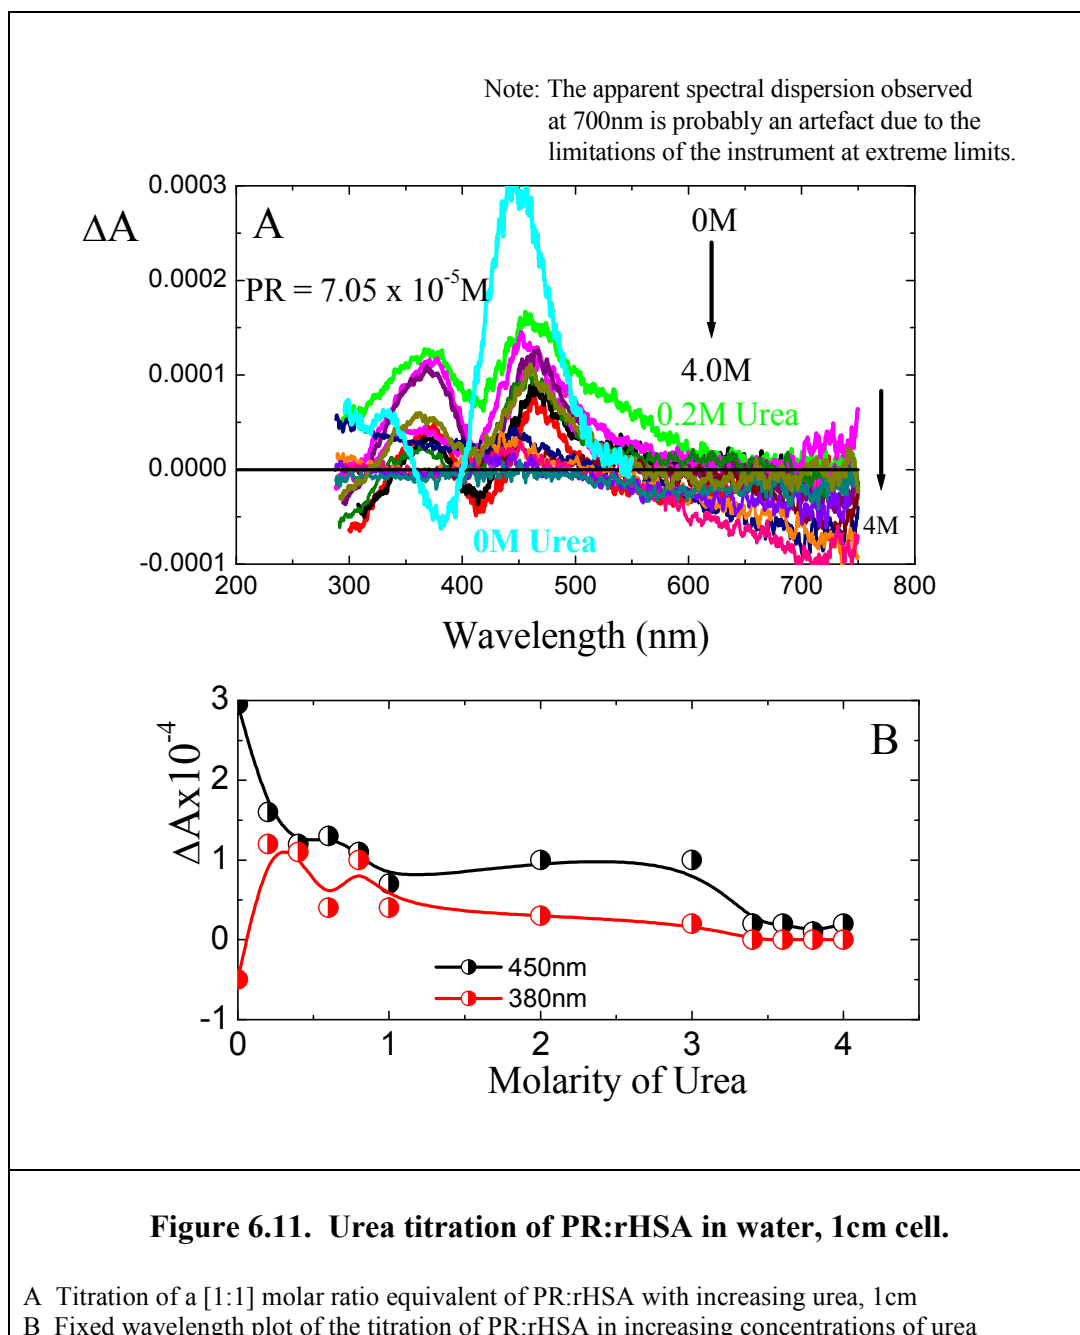 Note: The apparent spectral dispersion observed
at 700nm is probably an artefact due to the
limitations of the instrument at extreme limits.
0.0003
ΔA
A
0M
0.0002
PR = 7.05 x 10⁻⁵M
0.0001
4.0M
0.2M Urea
0.0000
4M
0M Urea
-0.0001
200 300 400 500 600 700 800
Wavelength (nm)
3
B
ΔAx10⁻⁴
2
1
0
450nm
380nm
-1
0 1 2 3 4
Molarity of Urea
Figure 6.11. Urea titration of PR:rHSA in water, 1cm cell.
A Titration of a [1:1] molar ratio equivalent of PR:rHSA with increasing urea, 1cm
B Fixed wavelength plot of the titration of PR:rHSA in increasing concentrations of urea